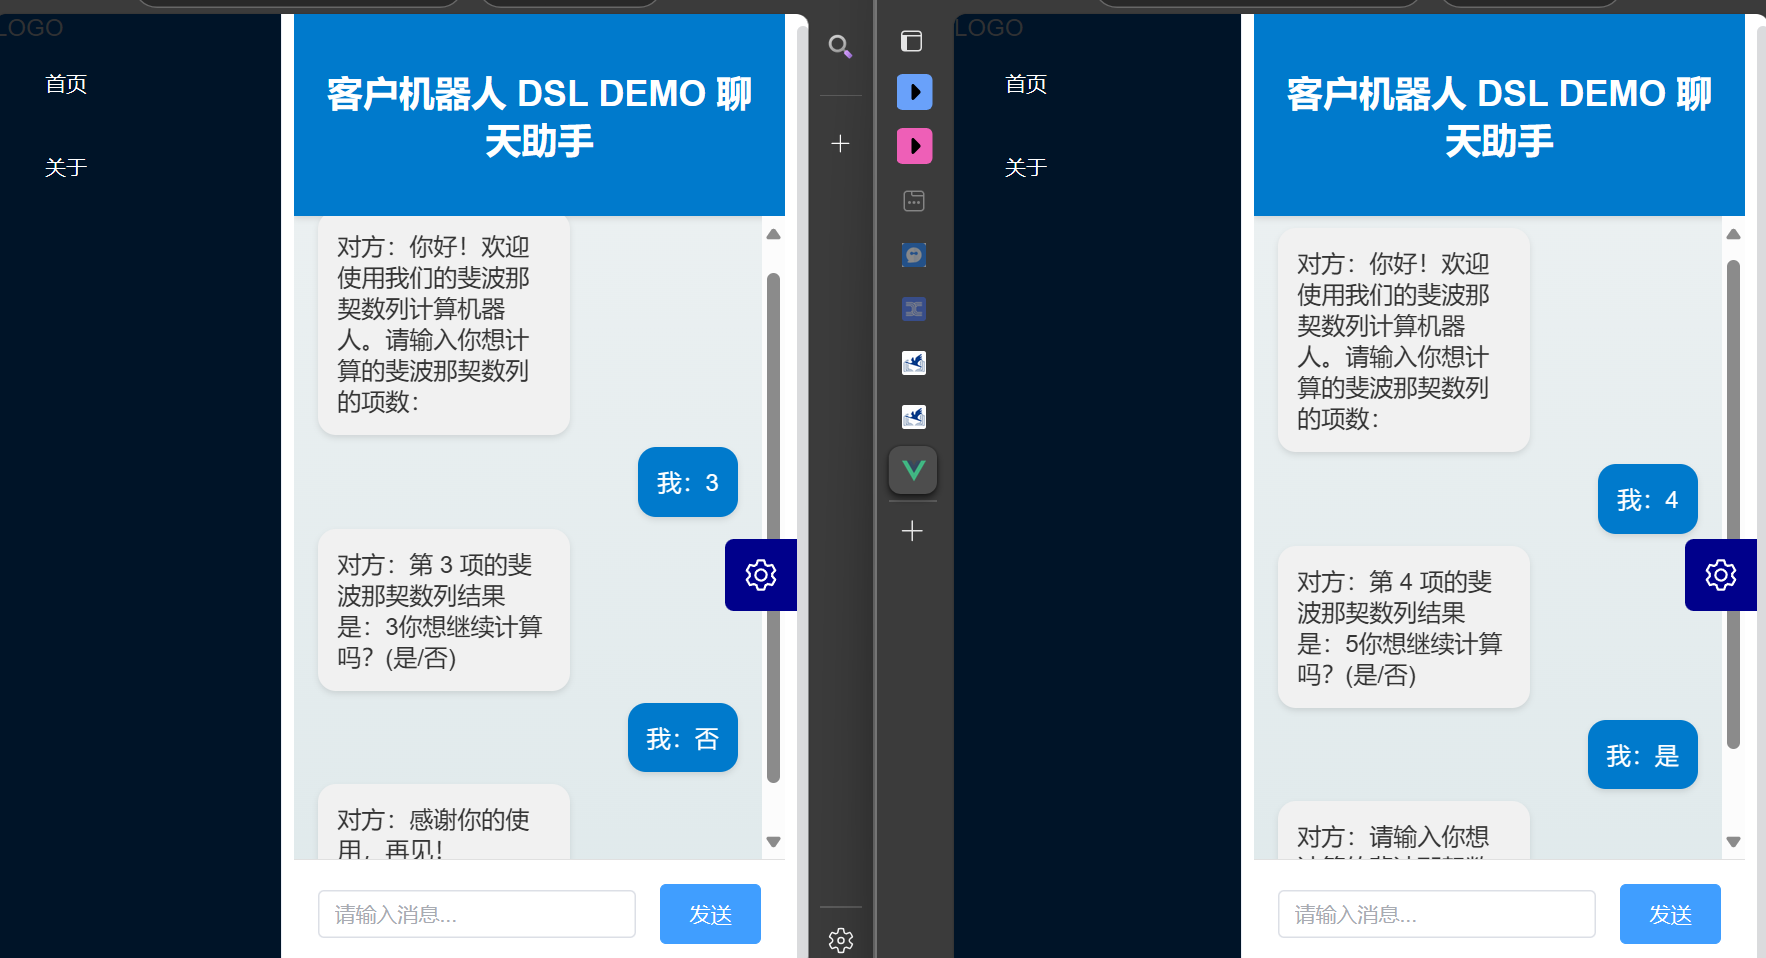 LOGO
首页
关于
客户机器人 DSL DEMO 聊
天助手
对方：你好！欢迎
使用我们的斐波那
契数列计算机器
人。请输入你想计
算的斐波那契数列
的项数：
我：3
对方：第 3 项的斐
波那契数列结果
是：3你想继续计算
吗？(是/否)
我：否
对方：感谢你的使
用，再见！
请输入消息...
发送
LOGO
首页
关于
客户机器人 DSL DEMO 聊
天助手
对方：你好！欢迎
使用我们的斐波那
契数列计算机器
人。请输入你想计
算的斐波那契数列
的项数：
我：4
对方：第 4 项的斐
波那契数列结果
是：5你想继续计算
吗？(是/否)
我：是
对方：请输入你想
请输入消息...
发送